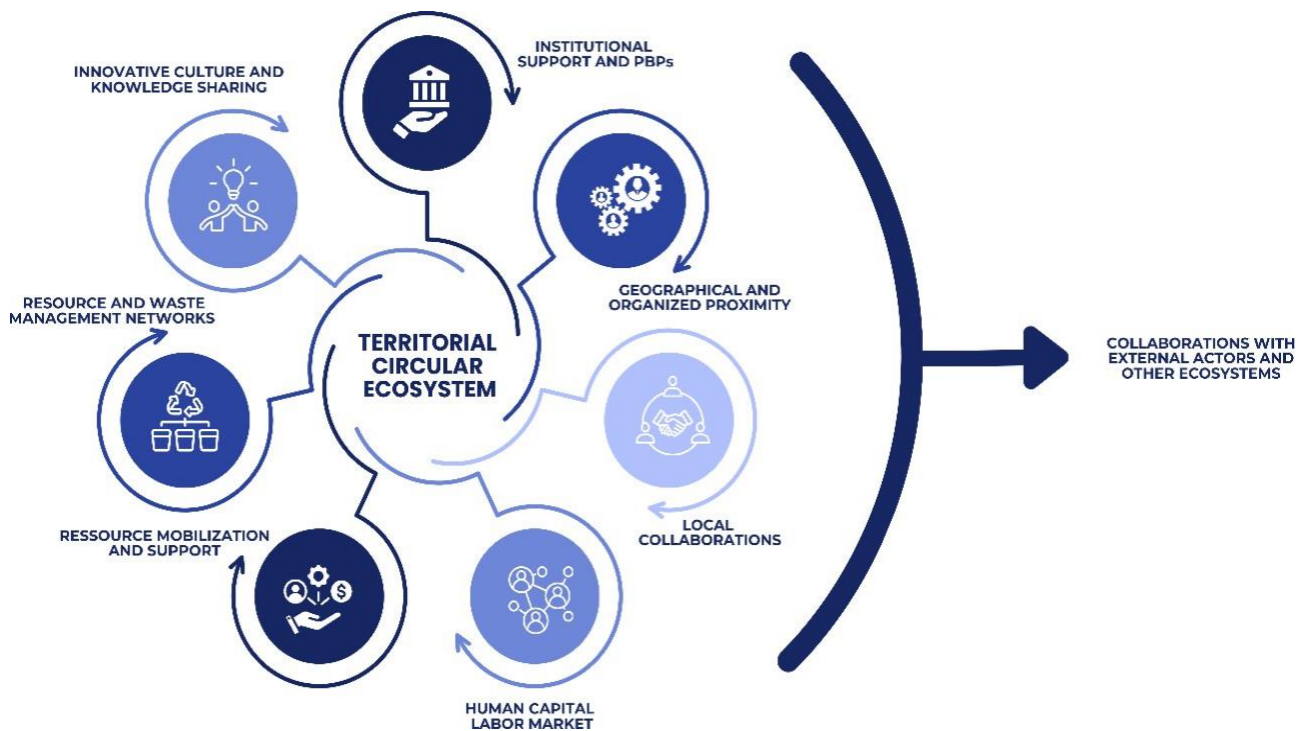 INSTITUTIONAL
SUPPORT AND PBPs
INNOVATIVE CULTURE AND
KNOWLEDGE SHARING
GEOGRAPHICAL AND
ORGANIZED PROXIMITY
RESOURCE AND WASTE
MANAGEMENT NETWORKS
TERRITORIAL
CIRCULAR
ECOSYSTEM
COLLABORATIONS WITH
EXTERNAL ACTORS AND
OTHER ECOSYSTEMS
LOCAL
COLLABORATIONS
RESSOURCE MOBILIZATION
AND SUPPORT
$
HUMAN CAPITAL
LABOR MARKET